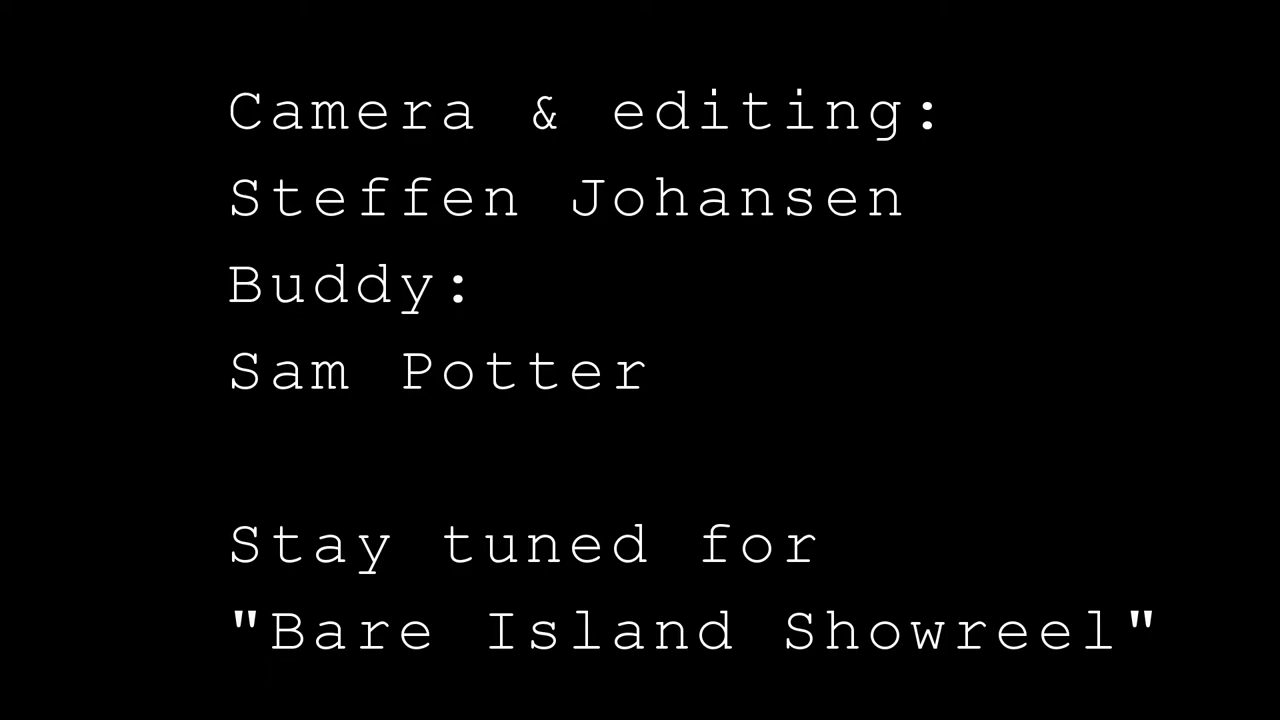 Camera & editing:
Steffen Johansen
Buddy:
Sam Potter
Stay tuned for
"Bare Island Showreel"